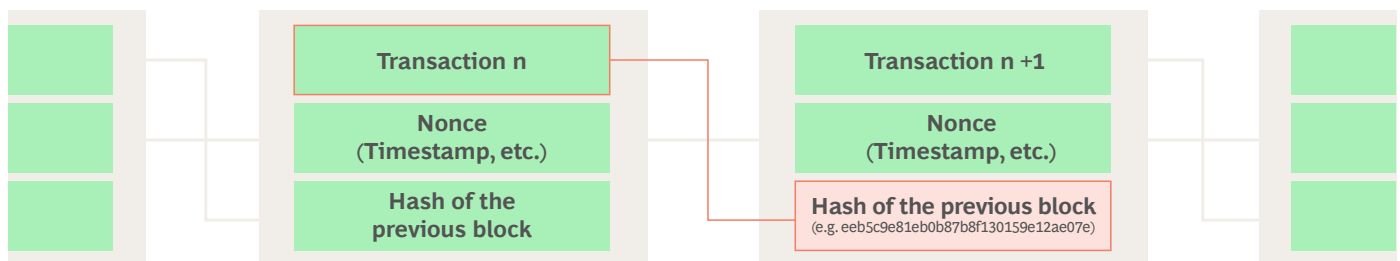 Transaction n
Nonce
(Timestamp, etc.)
Hash of the
previous block
Transaction n +1
Nonce
(Timestamp, etc.)
Hash of the previous block
(e.g. eeb5c9e81eb0b87b8f130159e12ae07e)